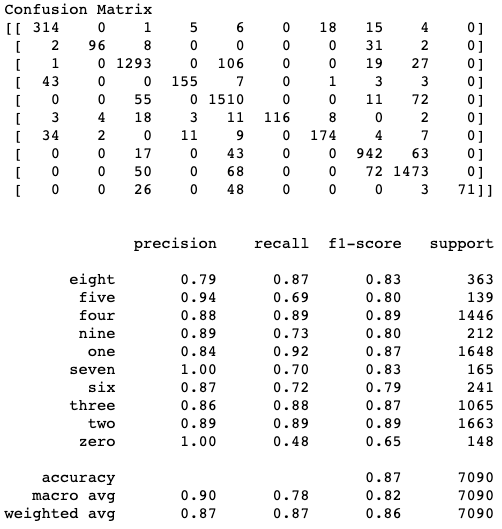 Confusion Matrix
[[ 314 0 1 5 6 0 18 15 4 0]
[ 2 96 8 0 0 0 0 31 2 0]
[ 1 0 1293 0 106 0 0 19 27 0]
[ 43 0 0 155 7 0 1 3 3 0]
[ 0 0 55 0 1510 0 0 11 72 0]
[ 3 4 18 3 11 116 8 0 2 0]
[ 34 2 0 11 9 0 174 4 7 0]
[ 0 0 17 0 43 0 0 942 63 0]
[ 0 0 50 0 68 0 0 72 1473 0]
[ 0 0 26 0 48 0 0 0 3 71]]
precision recall f1-score support
eight 0.79 0.87 0.83 363
five 0.94 0.69 0.80 139
four 0.88 0.89 0.89 1446
nine 0.89 0.73 0.80 212
one 0.84 0.92 0.87 1648
seven 1.00 0.70 0.83 165
six 0.87 0.72 0.79 241
three 0.86 0.88 0.87 1065
two 0.89 0.89 0.89 1663
zero 1.00 0.48 0.65 148
accuracy 0.87 7090
macro avg 0.90 0.78 0.82 7090
weighted avg 0.87 0.87 0.86 7090